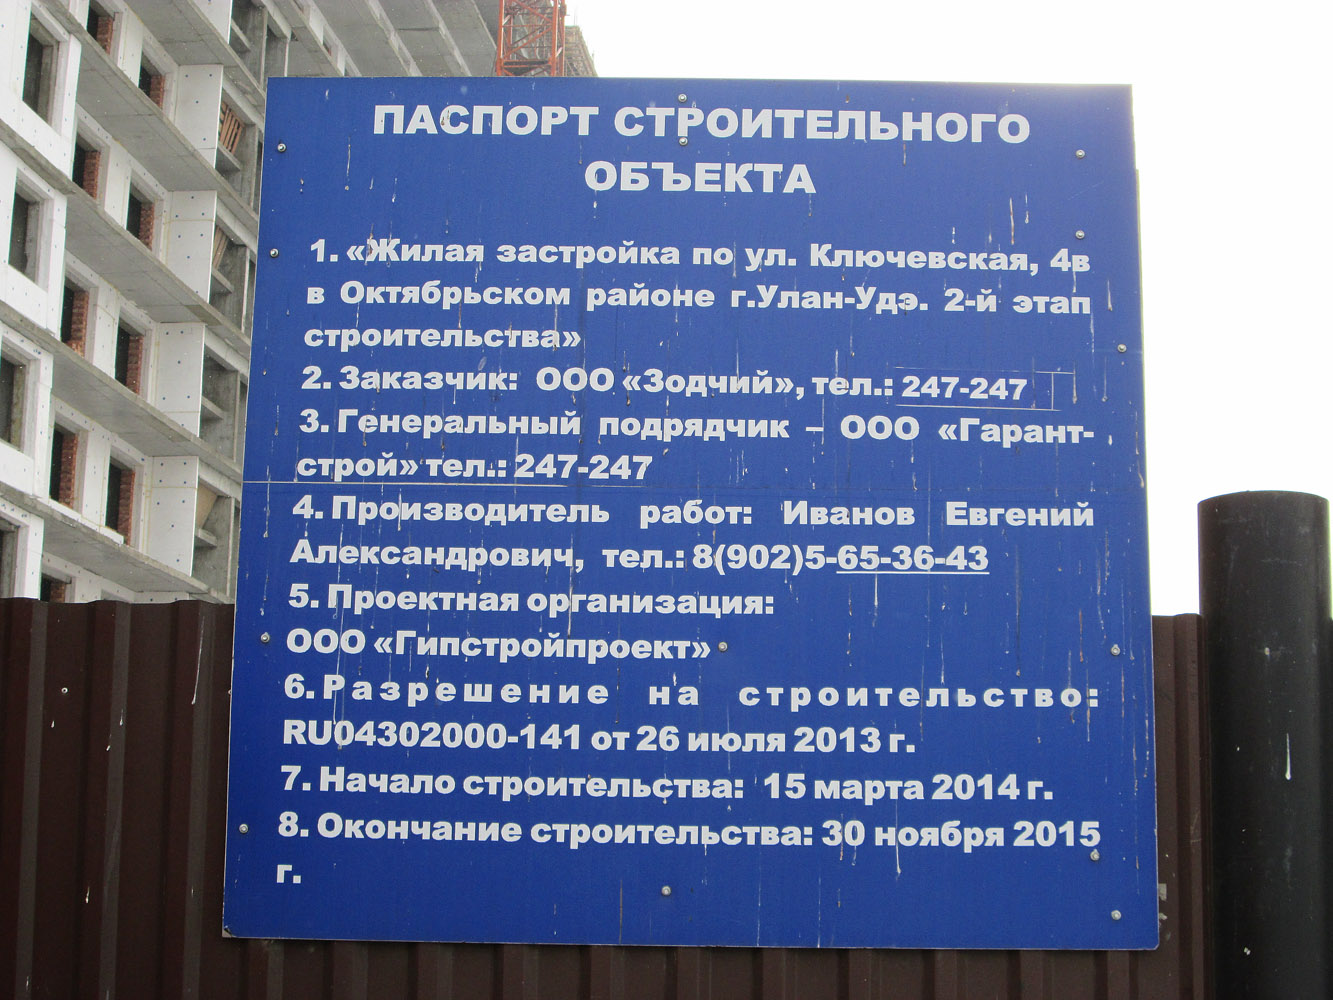 ПАСПОРТ СТРОИТЕЛЬНОГО
ОБЪЕКТА
1. «Жилая застройка по ул. Ключевская, 4в
в Октябрьском районе г.Улан-Удэ. 2-й этап
строительства»
2. Заказчик: ООО «Зодчий», тел.: 247-247
3. Генеральный подрядчик – ООО «Гарант-
строй» тел.: 247-247
4. Производитель работ: Иванов Евгений
Александрович, тел.: 8(902)5-65-36-43
5. Проектная организация:
ООО «Гипстройпроект»
6. Разрешение на строительство:
RU04302000-141 от 26 июля 2013 г.
7. Начало строительства: 15 марта 2014 г.
8. Окончание строительства: 30 ноября 2015
г.